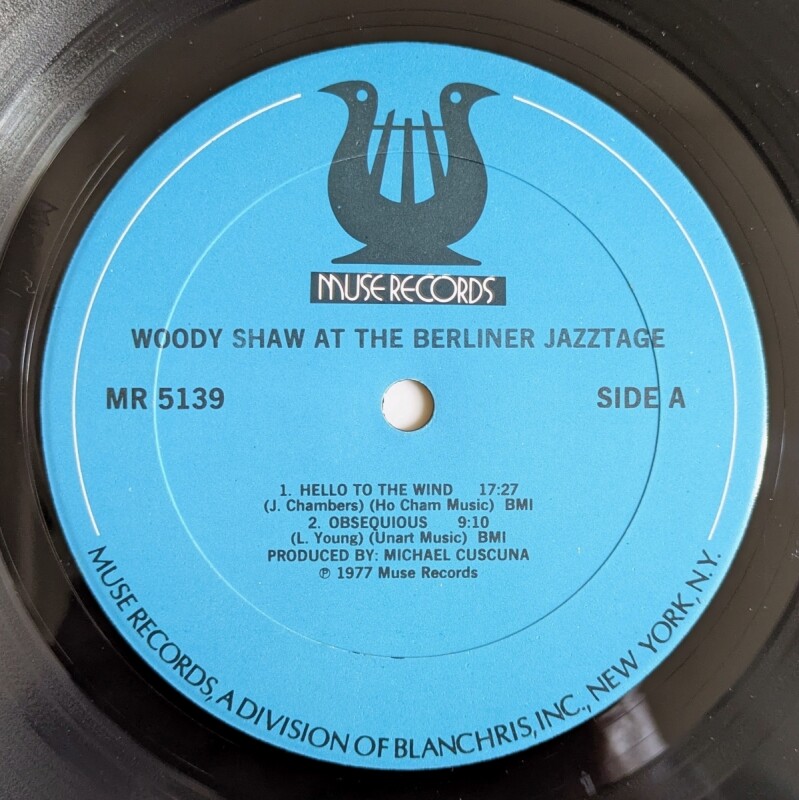 MUSE RECORDS
WOODY SHAW AT THE BERLINER JAZZTAGE
MR 5139
SIDE A
1. HELLO TO THE WIND 17:27
(J. Chambers) (Ho Cham Music) BMI
2. OBSEQUIOUS 9:10
(L. Young) (Unart Music) BMI
PRODUCED BY: MICHAEL CUSCUNA
℗ 1977 Muse Records
MUSE RECORDS, A DIVISION OF BLANCHRIS, INC., NEW YORK, N.Y.